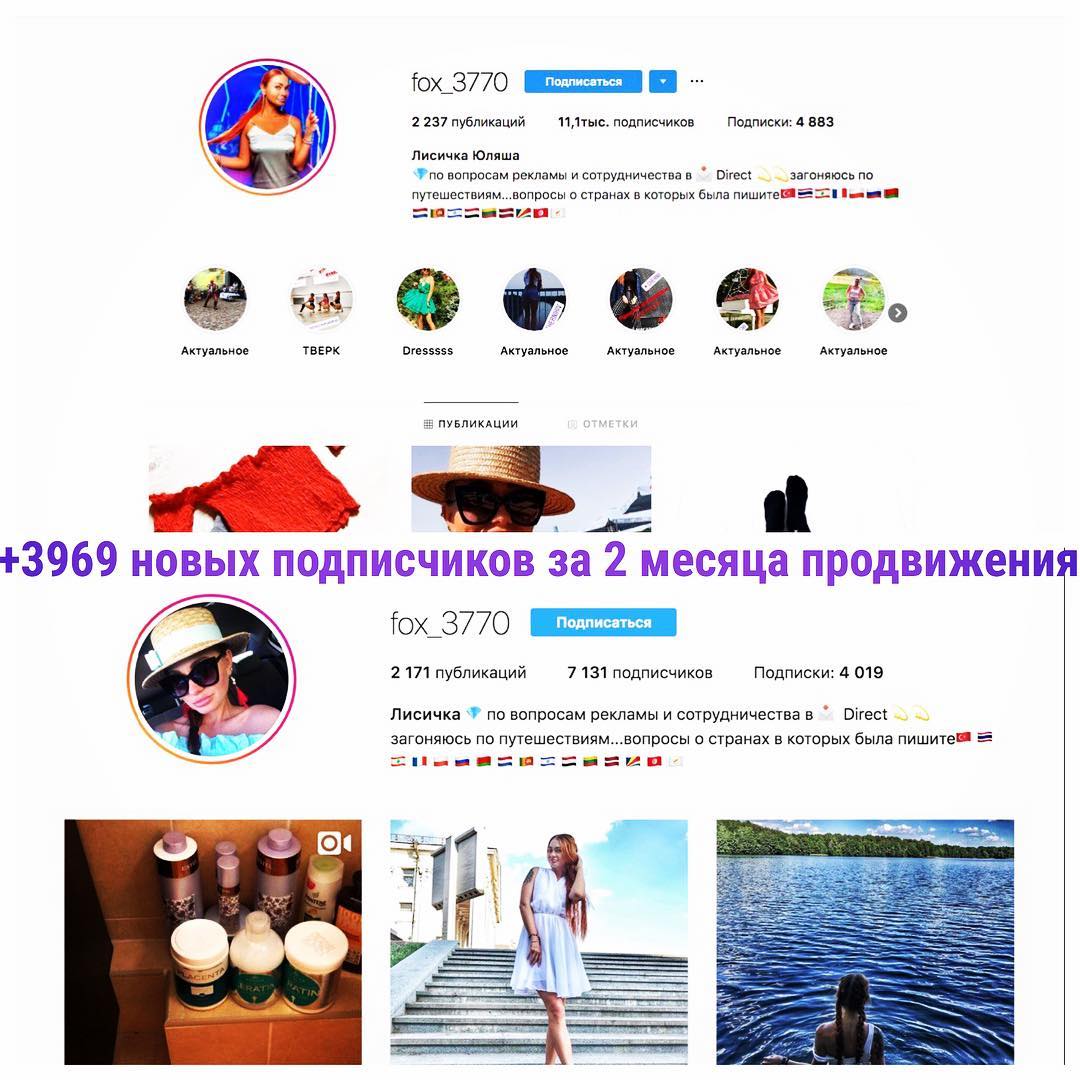 fox_3770 Подписаться ...
2 237 публикаций 11,1тыс. подписчиков Подписки: 4 883
Лисичка Юляша
💎по вопросам рекламы и сотрудничества в 📩 Direct 💫💫загоняюсь по
путешествиям...вопросы о странах в которых была пишите🇹🇷🇹🇭🇱🇧🇫🇷🇵🇱🇷🇺🇧🇾
🇳🇱🇱🇰🇮🇱🇪🇬🇱🇹🇱🇻🇸🇨🇹🇳🇨🇾
Актуальное ТВЕРК Dresssss Актуальное Актуальное Актуальное Актуальное
ПУБЛИКАЦИИ ОТМЕТКИ
+3969 новых подписчиков за 2 месяца продвижения
fox_3770 Подписаться
2 171 публикаций 7 131 подписчиков Подписки: 4 019
Лисичка 💎 по вопросам рекламы и сотрудничества в 📩 Direct 💫💫
загоняюсь по путешествиям...вопросы о странах в которых была пишите🇹🇷 🇹🇭
🇱🇧 🇫🇷 🇵🇱 🇷🇺 🇧🇾 🇳🇱 🇱🇰 🇮🇱 🇪🇬 🇱🇹 🇱🇻 🇸🇨 🇹🇳 🇨🇾
PLACENTA